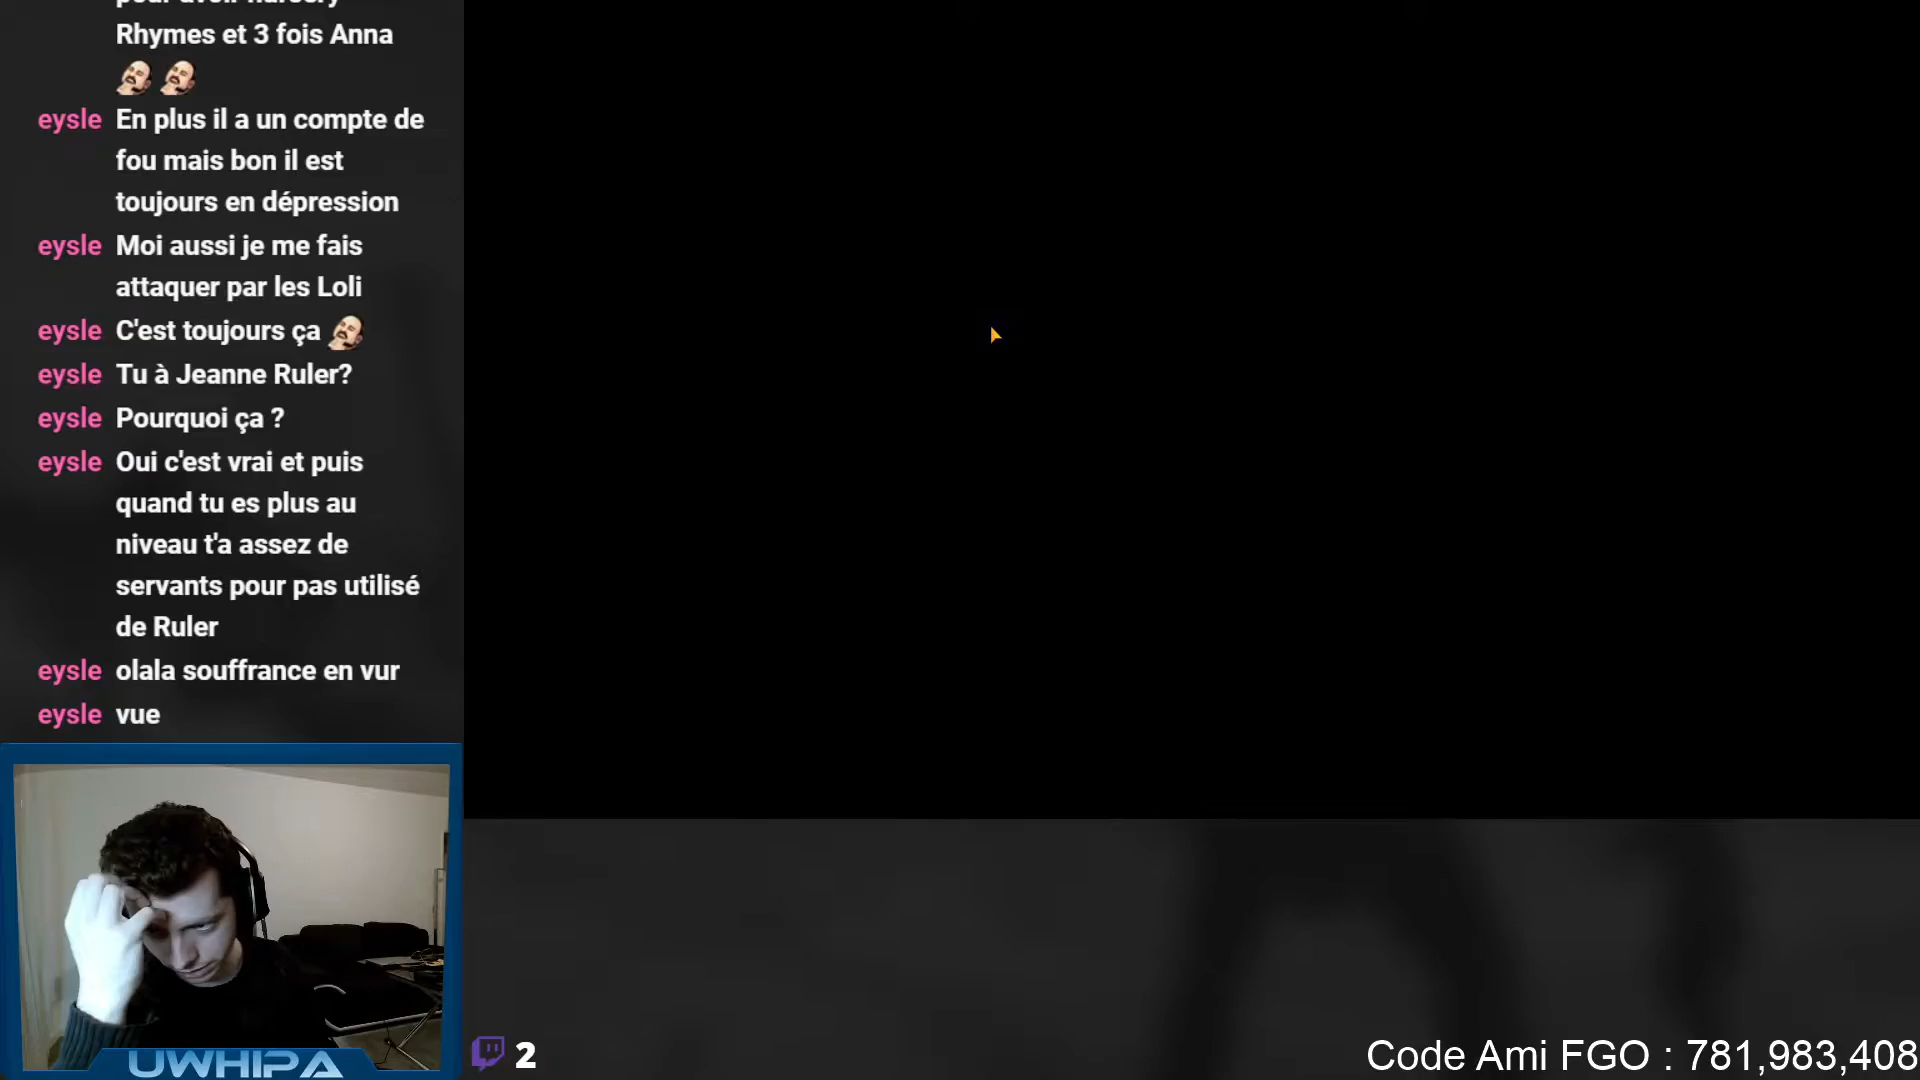 Rhymes et 3 fois Anna
eysle En plus il a un compte de
fou mais bon il est
toujours en dépression
eysle Moi aussi je me fais
attaquer par les Loli
eysle C'est toujours ça
eysle Tu à Jeanne Ruler?
eysle Pourquoi ça ?
eysle Oui c'est vrai et puis
quand tu es plus au
niveau t'a assez de
servants pour pas utilisé
de Ruler
eysle olala souffrance en vur
eysle vue
UWHIPA
2
Code Ami FGO : 781,983,408